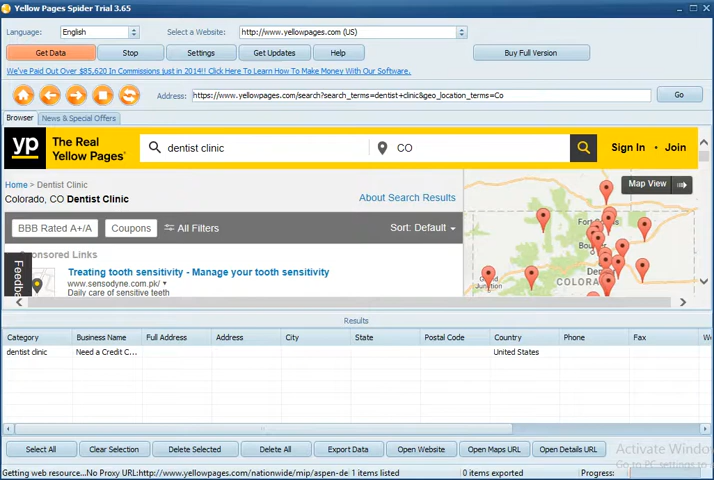 Yellow Pages Spider Trial 3.65
Language: English Select a Website: http://www.yellowpages.com (US)
Get Data Stop Settings Get Updates Help Buy Full Version
We've Paid Out Over $85,620 In Commissions Just in 2014!! Click Here To Learn How To Make Money With Our Software.
Address: https://www.yellowpages.com/search?search_terms=dentist+clinic&geo_location_terms=Co Go
Browser News & Special Offers
yp The Real Yellow Pages® dentist clinic CO Sign In • Join
Home > Dentist Clinic
Colorado, CO Dentist Clinic About Search Results
Map View
BBB Rated A+/A Coupons All Filters Sort: Default
Sponsored Links
Treating tooth sensitivity - Manage your tooth sensitivity
www.sensodyne.com.pk/
Daily care of sensitive teeth
Feedba
Fort
Boulder
Denver
Grand Junction
COLORA
Results
Category Business Name Full Address Address City State Postal Code Country Phone Fax We
dentist clinic Need a Credit C... United States
Select All Clear Selection Delete Selected Delete All Export Data Open Website Open Maps URL Open Details URL
Activate Window
Go to PC settings to
Getting web resource...No Proxy URL:http://www.yellowpages.com/nationwide/mip/aspen-de 1 items listed 0 items exported Progress: